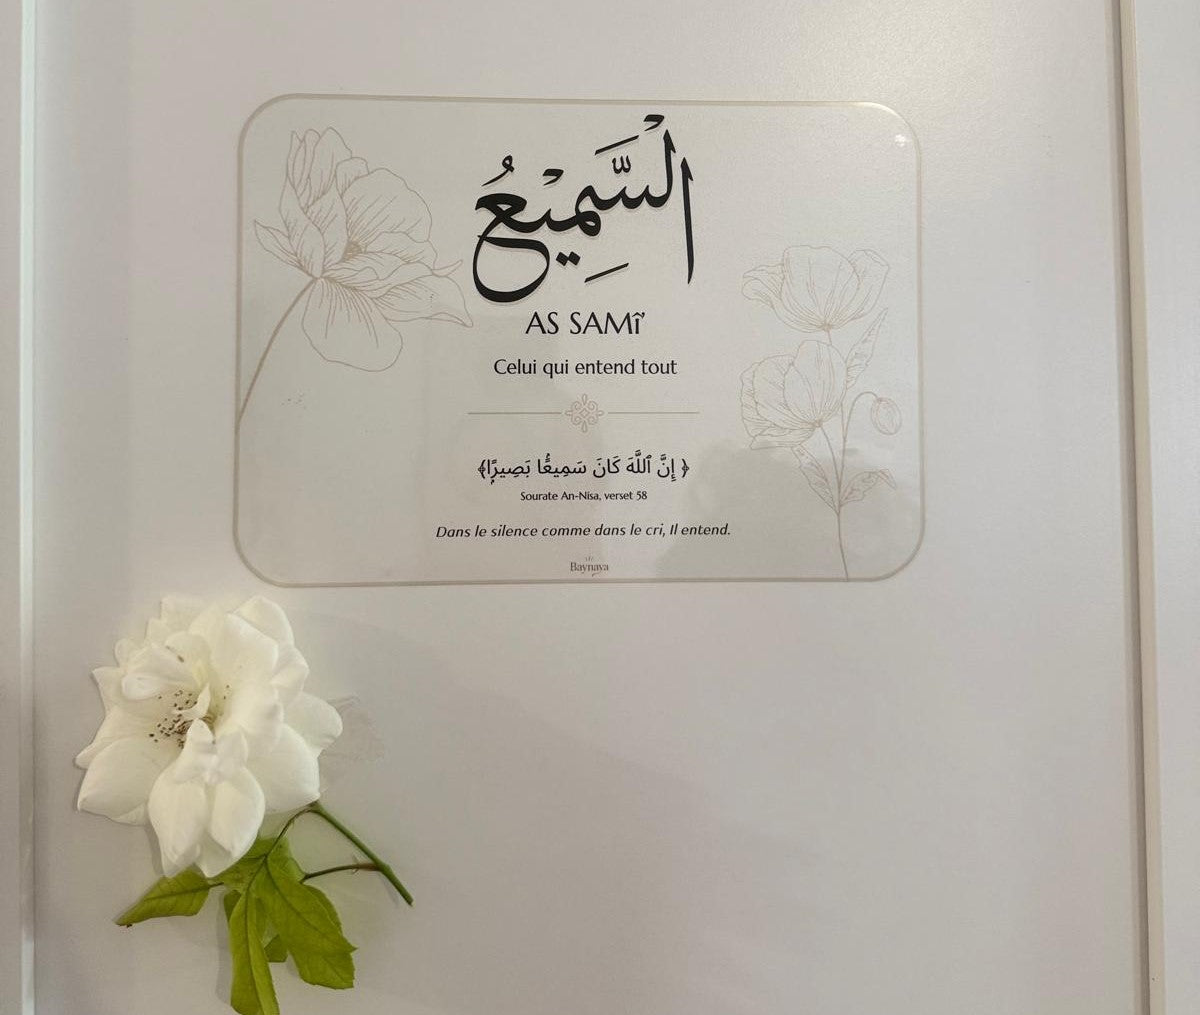 السَّمِيْعُ
AS SAMî'
Celui qui entend tout
﴿ إِنَّ ٱللَّهَ كَانَ سَمِيعًۢا بَصِيرًۭا﴾
Sourate An-Nisa, verset 58
Dans le silence comme dans le cri, Il entend.
Baynaya